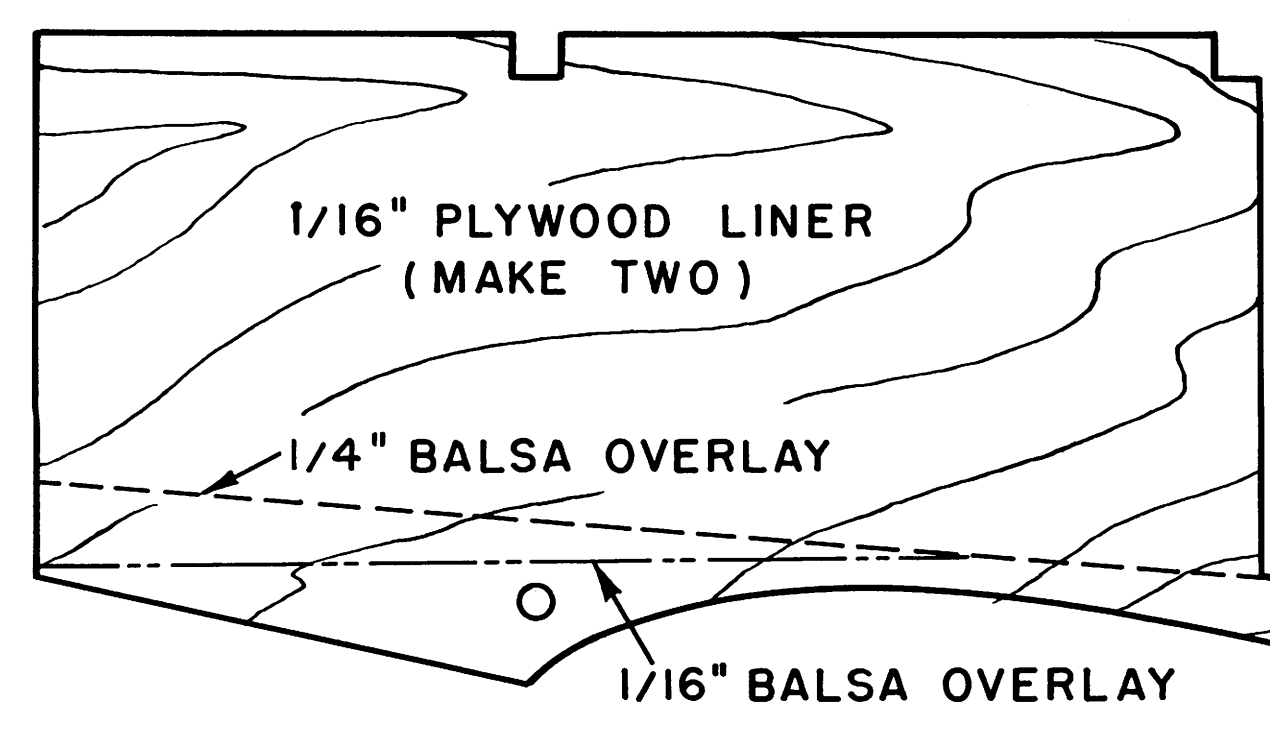 1/16" PLYWOOD LINER
(MAKE TWO)
1/4" BALSA OVERLAY
1/16" BALSA OVERLAY